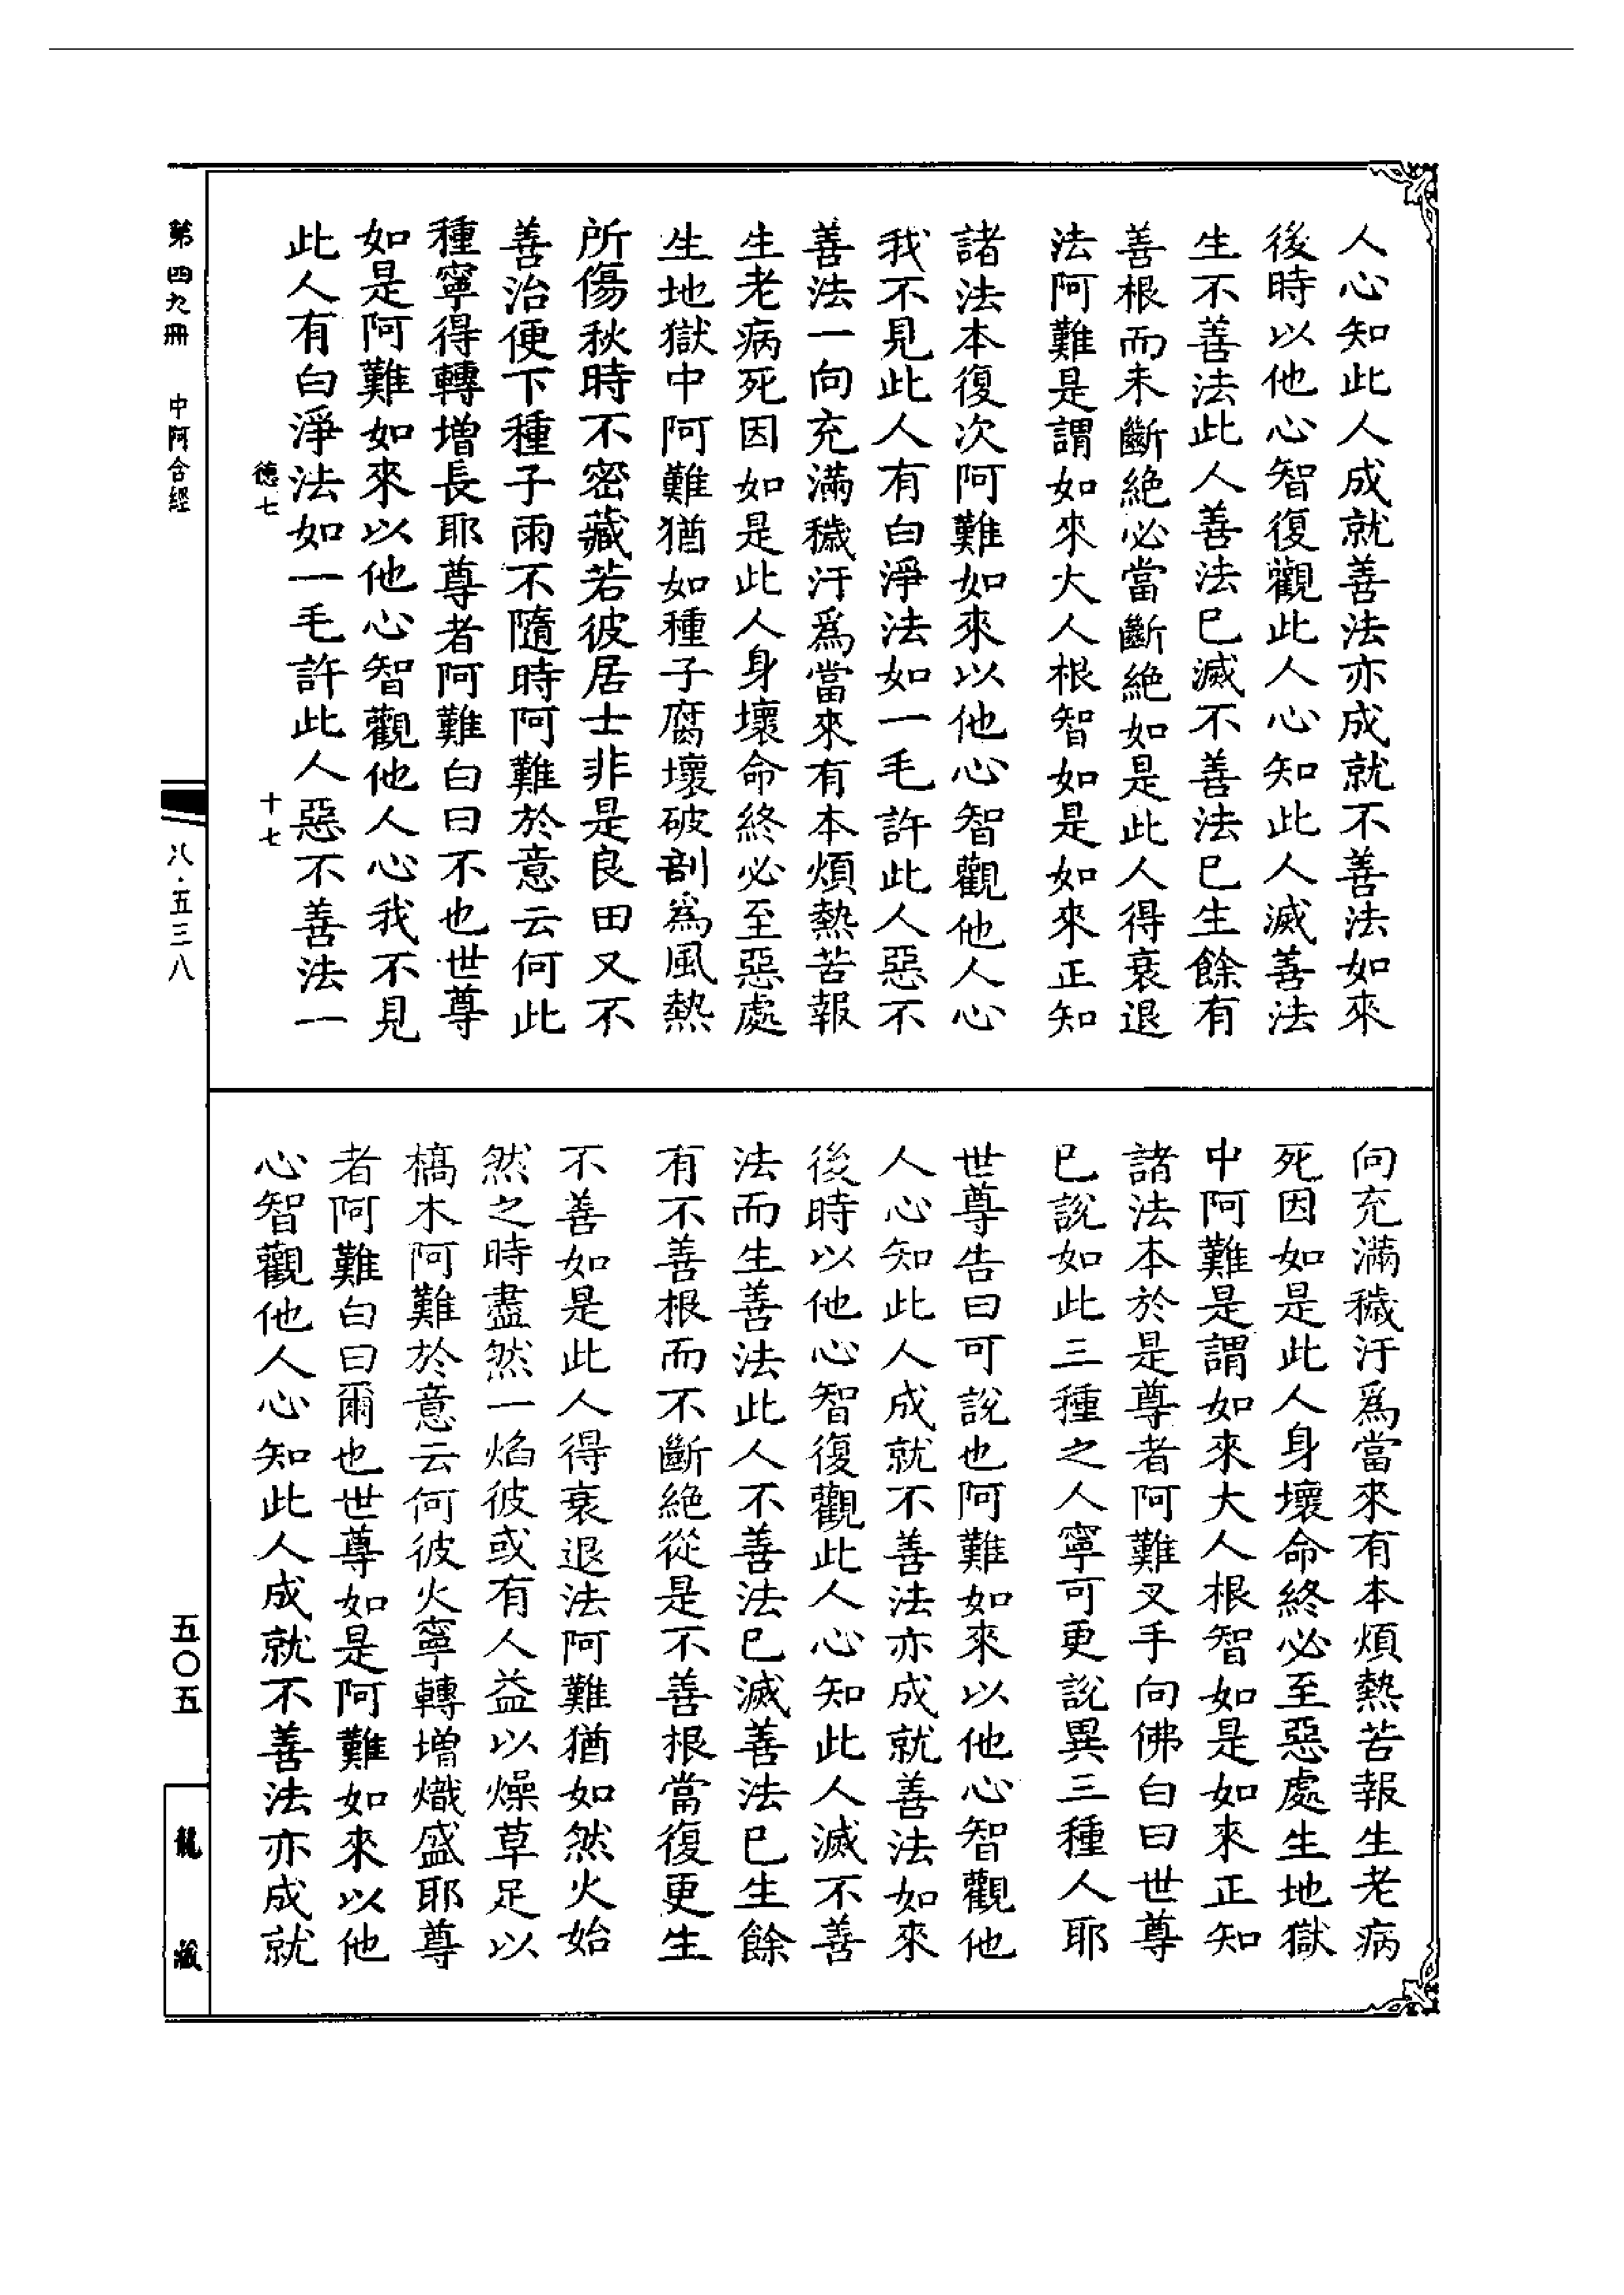 人心知此人成就善法亦成就不善法如來
後時以他心智復觀此人心知此人滅善法
生不善法此人善法已滅不善法已生餘有
善根而未斷絕必當斷絕如是此人得衰退
法阿難是謂如來大人根智如是如來正知
諸法本復次阿難如來以他心智觀他人心
我不見此人有白淨法如一毛許此人惡不
善法一向充滿穢汙為當來有本煩熱苦報
生老病死因如是此人身壞命終必至惡處
生地獄中阿難猶如種子腐壞破剖為風熱
所傷秋時不密藏若彼居士非是良田又不
善治便下種子雨不隨時阿難於意云何此
種寧得轉增長耶尊者阿難白曰不也世尊
如是阿難如來以他心智觀他人心我不見
此人有白淨法如一毛許此人惡不善法一
德七
十七
第四九冊
中阿含經
八·五三八
向充滿穢汙為當來有本煩熱苦報生老病
死因如是此人身壞命終必至惡處生地獄
中阿難是謂如來大人根智如是如來正知
諸法本於是尊者阿難叉手向佛白曰世尊
已說如此三種之人寧可更說異三種人耶
世尊告曰可說也阿難如來以他心智觀他
人心知此人成就不善法亦成就善法如來
後時以他心智復觀此人心知此人滅不善
法而生善法此人不善法已滅善法已生餘
有不善根而不斷絕從是不善根當復更生
不善如是此人得衰退法阿難猶如然火始
然之時盡然一焰彼或有人益以燥草足以
槁木阿難於意云何彼火寧轉增熾盛耶尊
者阿難白曰爾也世尊如是阿難如來以他
心智觀他人心知此人成就不善法亦成就
五〇五
龍藏